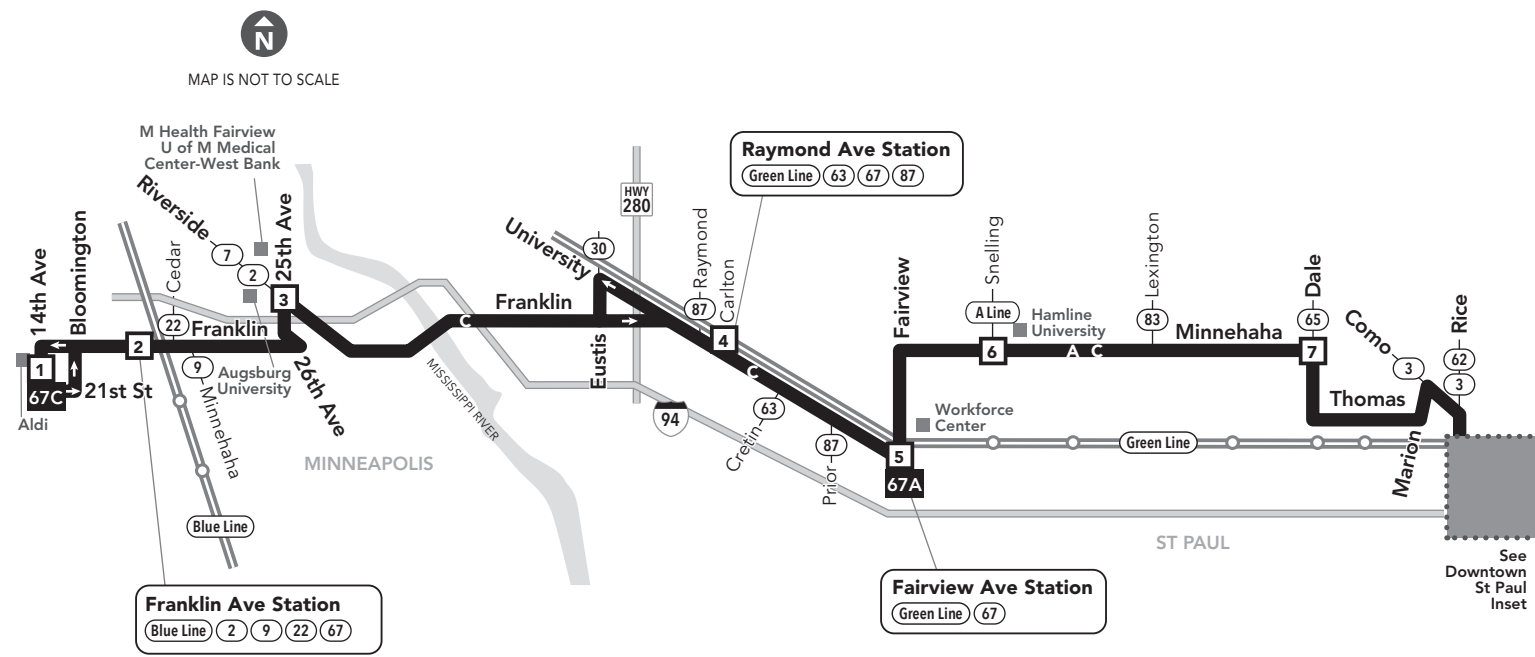 N
MAP IS NOT TO SCALE
M Health Fairview
U of M Medical
Center-West Bank
Riverside
7
2
25th Ave
3
14th Ave
Bloomington
Cedar
22
Franklin
2
1
67C
21st St
Aldi
9
Minnehaha
Augsburg
University
26th Ave
MINNEAPOLIS
Blue Line
Franklin Ave Station
Blue Line 2 9 22 67
MISSISSIPPI RIVER
C
Franklin
University
30
HWY
280
Eustis
94
Raymond
87
Carlton
4
Raymond Ave Station
Green Line 63 67 87
C
63
Cretin
87
Prior
Fairview
5
67A
Fairview Ave Station
Green Line 67
Workforce
Center
Snelling
A Line
6
Hamline
University
A C
Lexington
83
Minnehaha
Green Line
Dale
65
7
Thomas
Como
3
Marion
Rice
62
3
ST PAUL
See
Downtown
St Paul
Inset